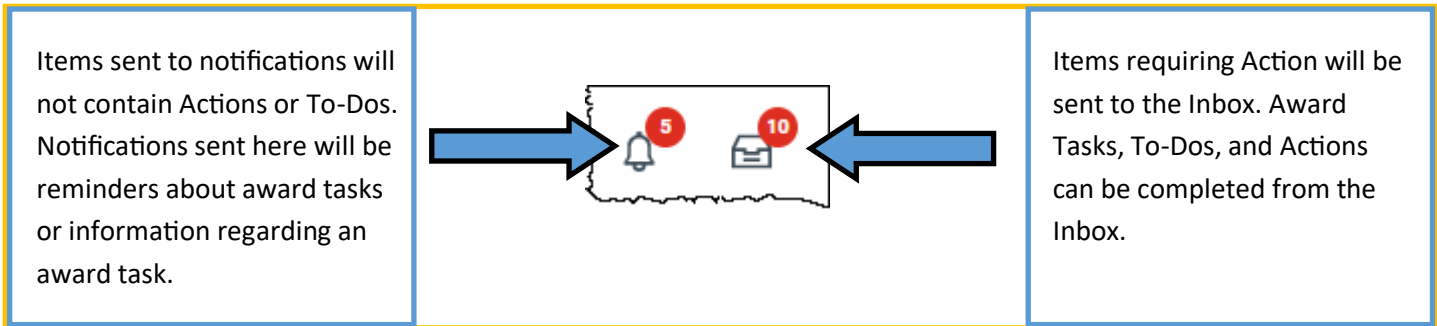 Items sent to notifications will
not contain Actions or To-Dos.
Notifications sent here will be
reminders about award tasks
or information regarding an
award task.
5
10
Items requiring Action will be
sent to the Inbox. Award
Tasks, To-Dos, and Actions
can be completed from the
Inbox.